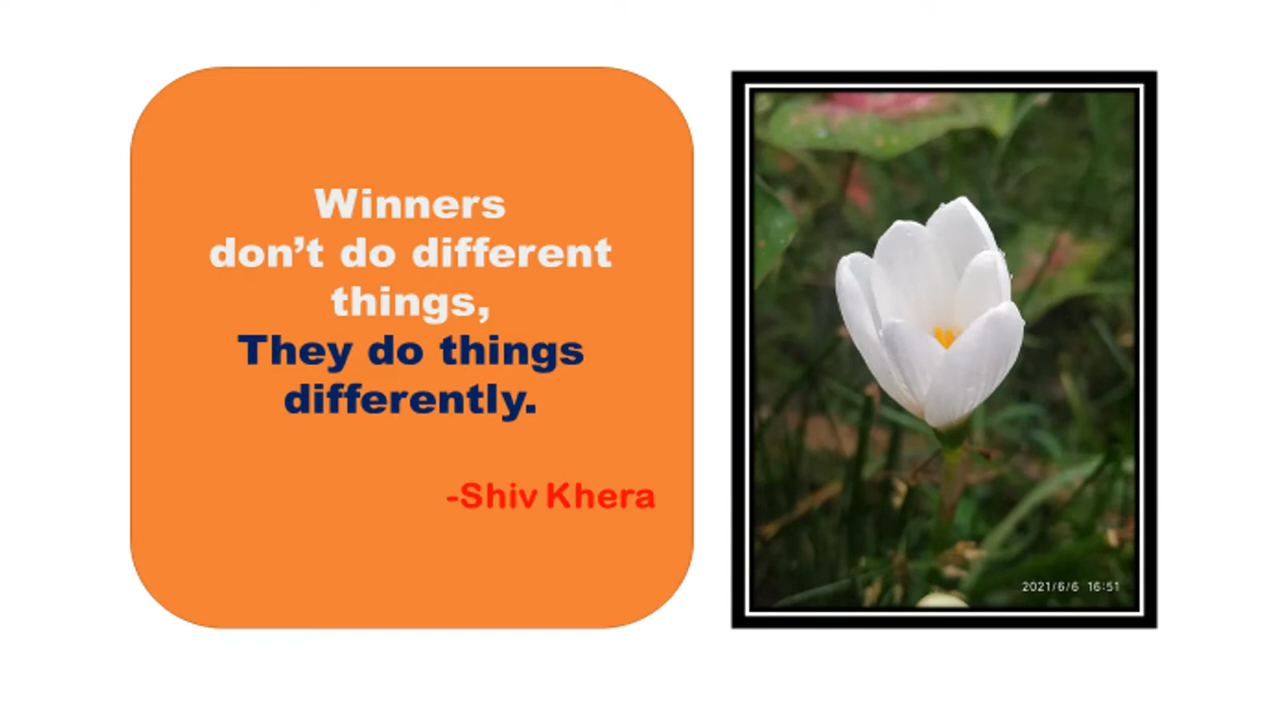 Winners
don’t do different
things,
They do things
differently.
-Shiv Khera
2021/6/6 16:51